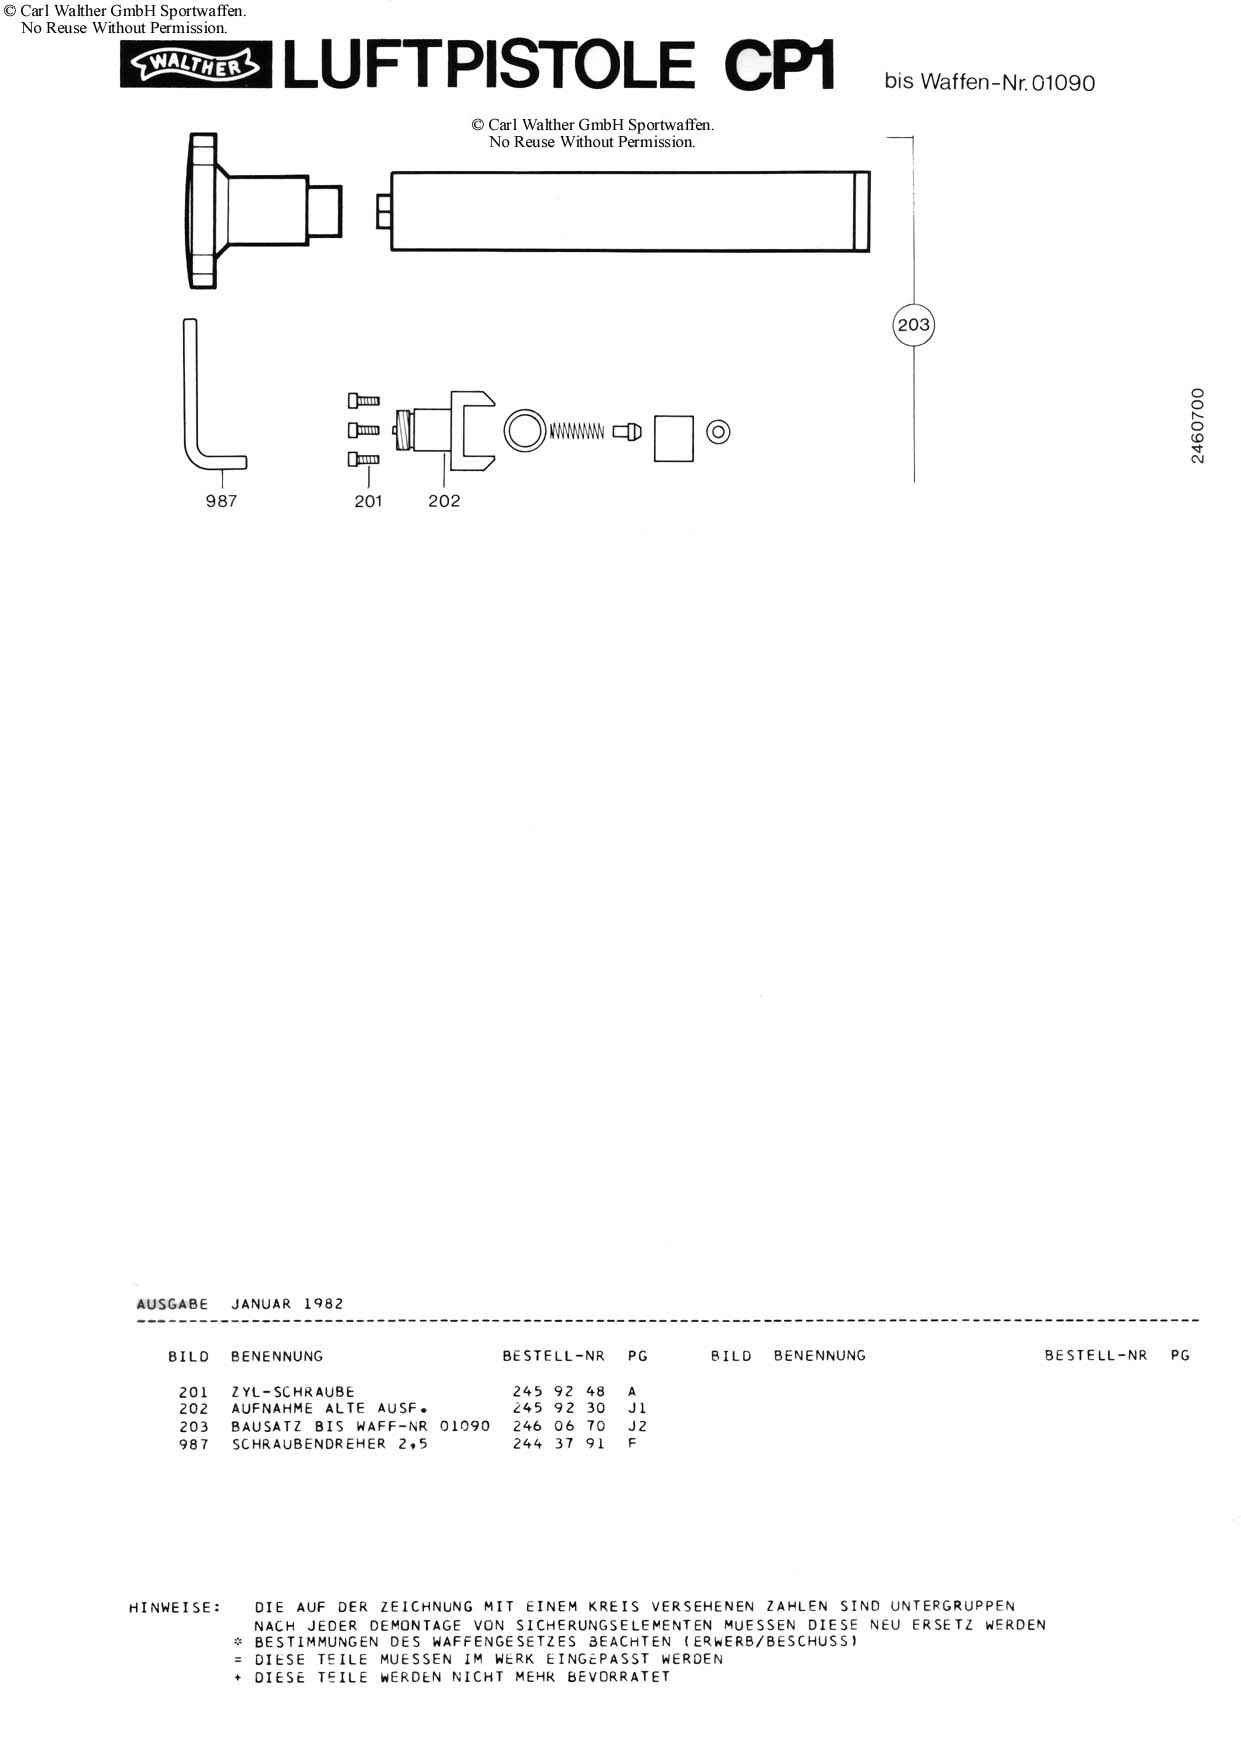 © Carl Walther GmbH Sportwaffen.
No Reuse Without Permission.
WALTHER LUFTPISTOLE CP1 bis Waffen-Nr. 01090
© Carl Walther GmbH Sportwaffen.
No Reuse Without Permission.
203
2460700
987 201 202
AUSGABE JANUAR 1982
BILD BENENNUNG BESTELL-NR PG BILD BENENNUNG BESTELL-NR PG
201 ZYL-SCHRAUBE 245 92 48 A
202 AUFNAHME ALTE AUSF. 245 92 30 J1
203 BAUSATZ BIS WAFF-NR 01090 246 06 70 J2
987 SCHRAUBENDREHER 2,5 244 37 91 F
HINWEISE: DIE AUF DER ZEICHNUNG MIT EINEM KREIS VERSEHENEN ZAHLEN SIND UNTERGRUPPEN
NACH JEDER DEMONTAGE VON SICHERUNGSELEMENTEN MUESSEN DIESE NEU ERSETZ WERDEN
* BESTIMMUNGEN DES WAFFENGESETZES BEACHTEN (ERWERB/BESCHUSS)
= DIESE TEILE MUESSEN IM WERK EINGEPASST WERDEN
+ DIESE TEILE WERDEN NICHT MEHR BEVORRATET